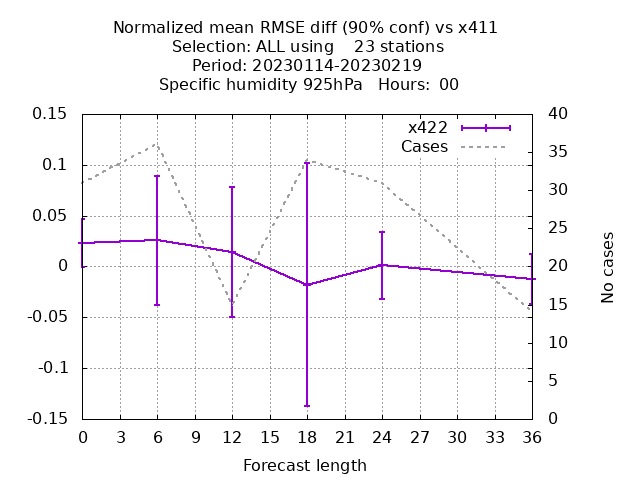 Normalized mean RMSE diff (90% conf) vs x411
Selection: ALL using    23 stations
Period: 20230114-20230219
Specific humidity 925hPa   Hours:  00
0.15
0.1
0.05
0
-0.05
-0.1
-0.15
40
35
30
25
20
15
10
5
0
x422
Cases
No cases
0 3 6 9 12 15 18 21 24 27 30 33 36
Forecast length